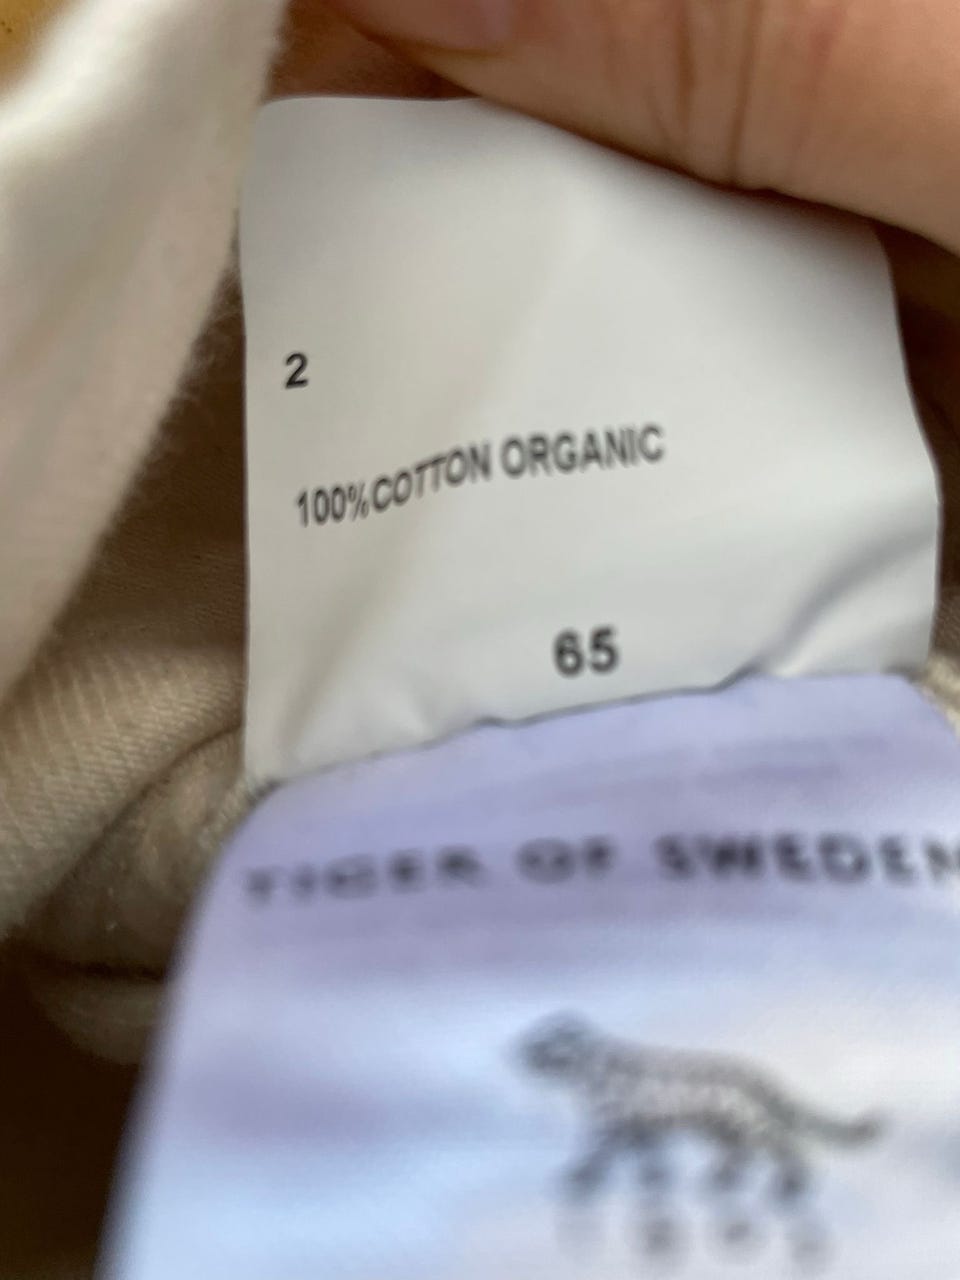 2
100%COTTON ORGANIC
65
TIGER OF SWEDEN